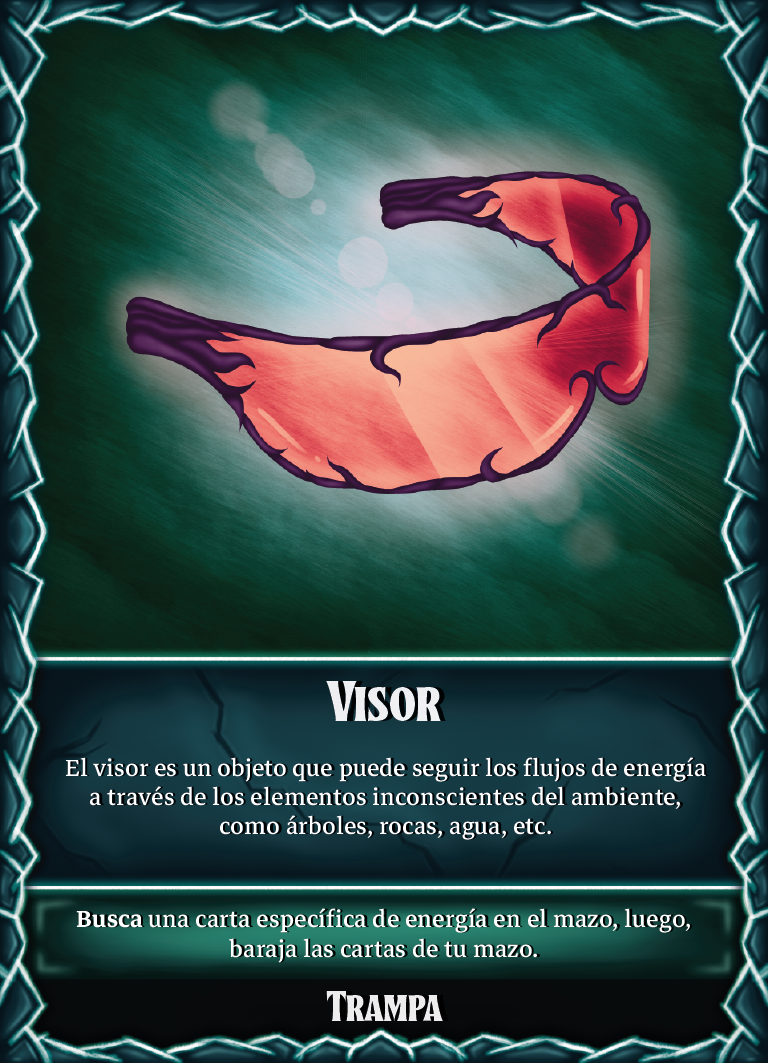 Visor
El visor es un objeto que puede seguir los flujos de energía
a través de los elementos inconscientes del ambiente,
como árboles, rocas, agua, etc.
Busca una carta específica de energía en el mazo, luego,
baraja las cartas de tu mazo.
Trampa